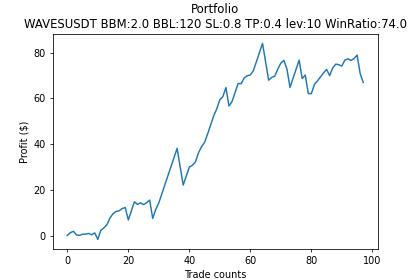 Portfolio
WAVESUSDT BBM:2.0 BBL:120 SL:0.8 TP:0.4 lev:10 WinRatio:74.0
80
60
40
20
0
Profit ($)
0 20 40 60 80 100
Trade counts